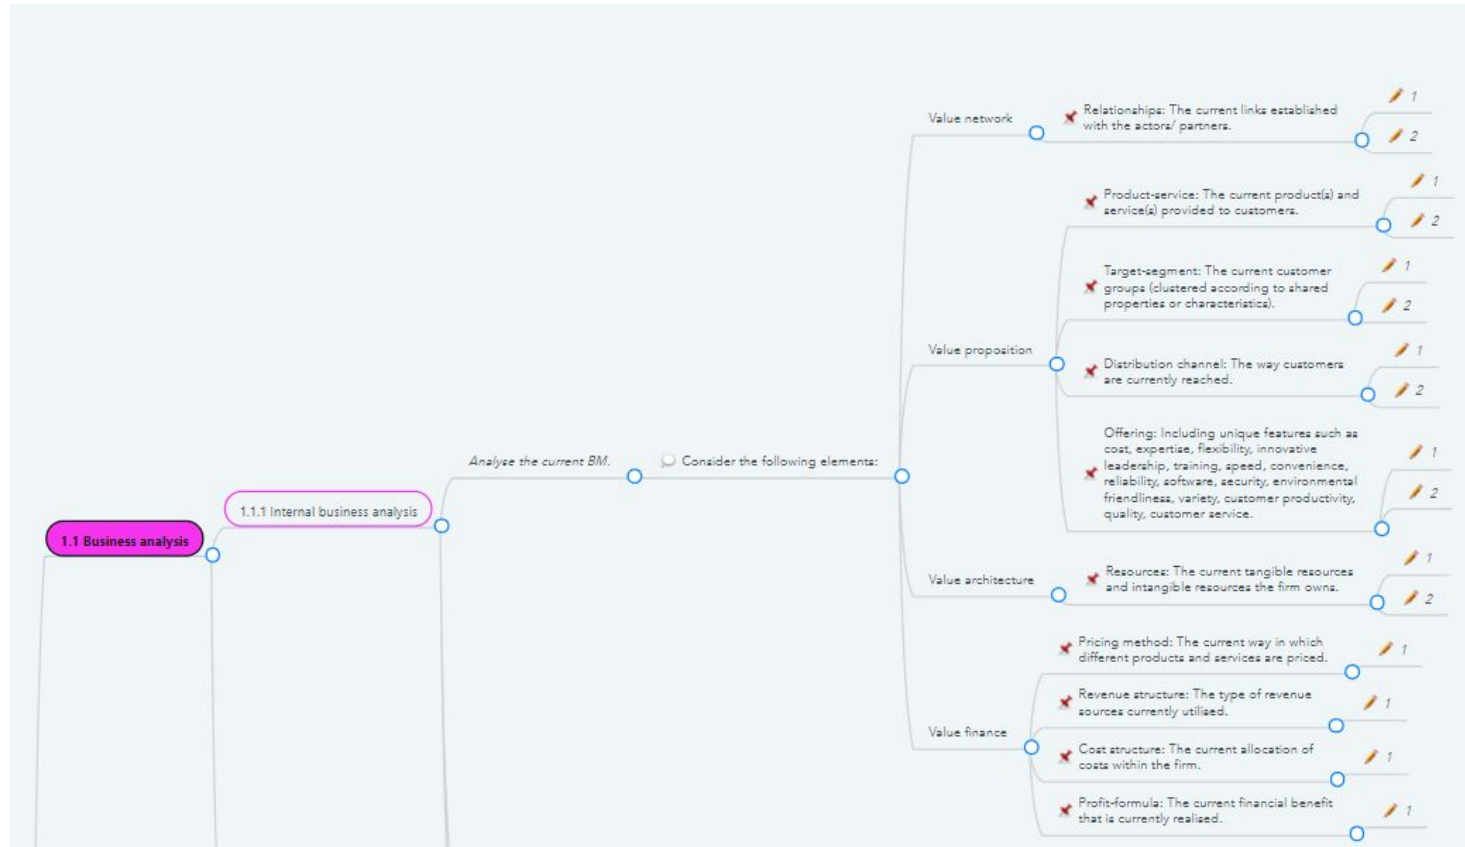 1.1 Business analysis
1.1.1 Internal business analysis
Analyse the current BM.
Consider the following elements:
Value network
Relationships: The current links established
with the actors/ partners.
1
2
Value proposition
Product-service: The current product(s) and
service(s) provided to customers.
1
2
Target-segment: The current customer
groups (clustered according to shared
properties or characteristics).
1
2
Distribution channel: The way customers
are currently reached.
1
2
Offering: Including unique features such as
cost, expertise, flexibility, innovative
leadership, training, speed, convenience,
reliability, software, security, environmental
friendliness, variety, customer productivity,
quality, customer service.
1
2
Value architecture
Resources: The current tangible resources
and intangible resources the firm owns.
1
2
Value finance
Pricing method: The current way in which
different products and services are priced.
1
Revenue structure: The type of revenue
sources currently utilised.
1
Cost structure: The current allocation of
costs within the firm.
1
Profit-formula: The current financial benefit
that is currently realised.
1